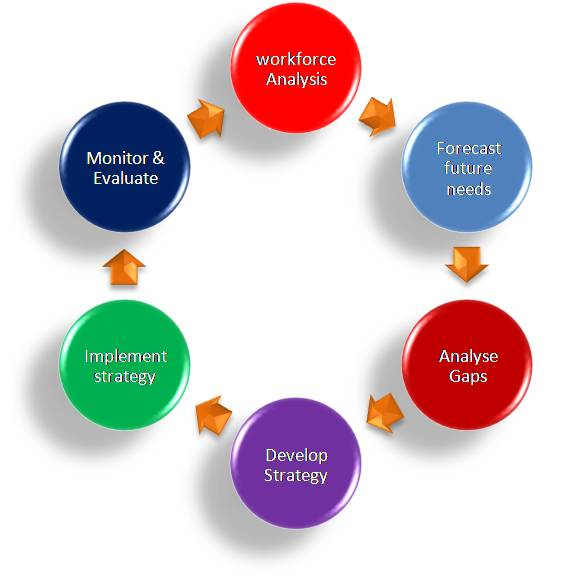 workforce
Analysis
Forecast
future
needs
Analyse
Gaps
Develop
Strategy
Implement
strategy
Monitor &
Evaluate